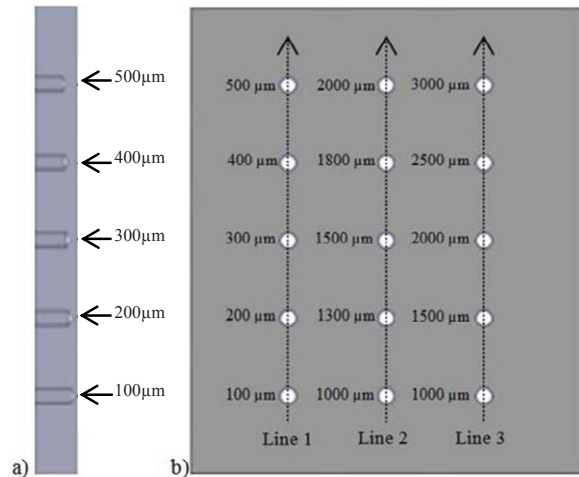 500µm
400µm
300µm
200µm
100µm
a)
500 µm 2000 µm 3000 µm
400 µm 1800 µm 2500 µm
300 µm 1500 µm 2000 µm
200 µm 1300 µm 1500 µm
100 µm 1000 µm 1000 µm
Line 1 Line 2 Line 3
b)